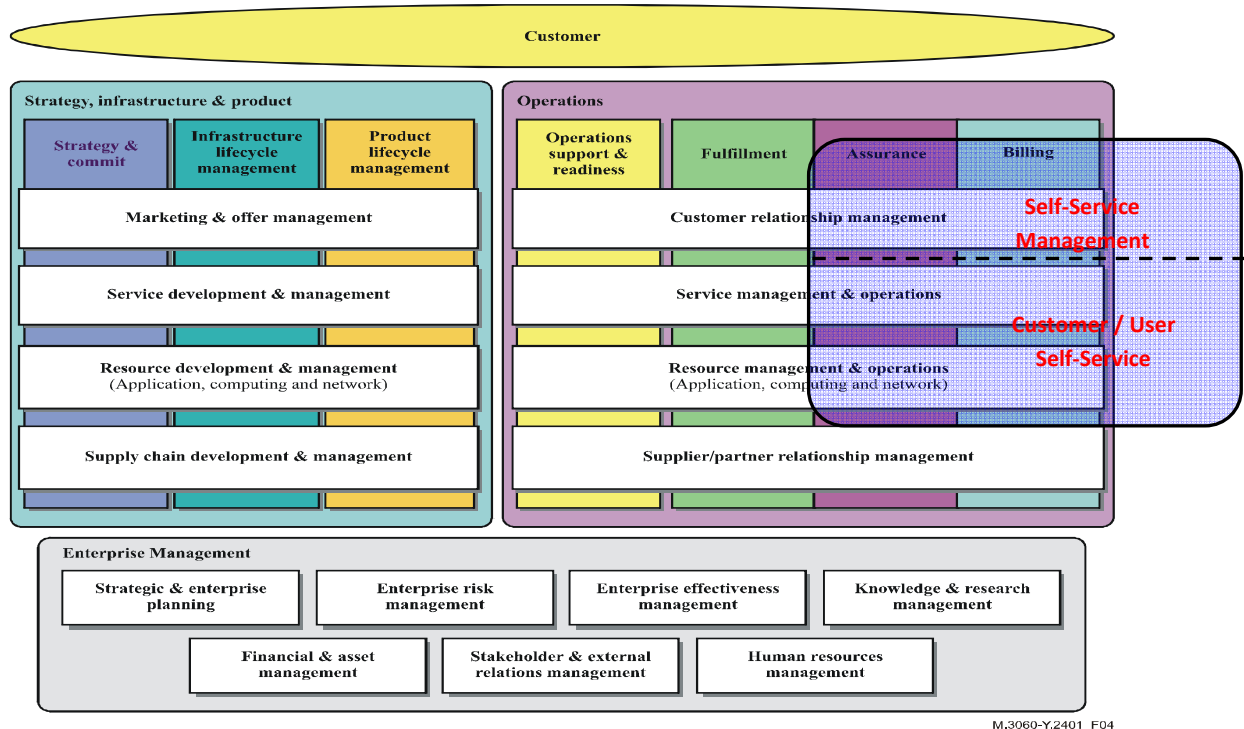 Customer
Strategy, infrastructure & product
Strategy &
commit
Infrastructure
lifecycle
management
Product
lifecycle
management
Marketing & offer management
Service development & management
Resource development & management
(Application, computing and network)
Supply chain development & management
Operations
Operations
support &
readiness
Fulfillment
Assurance
Billing
Customer relationship management
Service management & operations
Resource management & operations
(Application, computing and network)
Supplier/partner relationship management
Self-Service
Management
Customer / User
Self-Service
Enterprise Management
Strategic & enterprise
planning
Enterprise risk
management
Enterprise effectiveness
management
Knowledge & research
management
Financial & asset
management
Stakeholder & external
relations management
Human resources
management
M.3060-Y.2401_F04